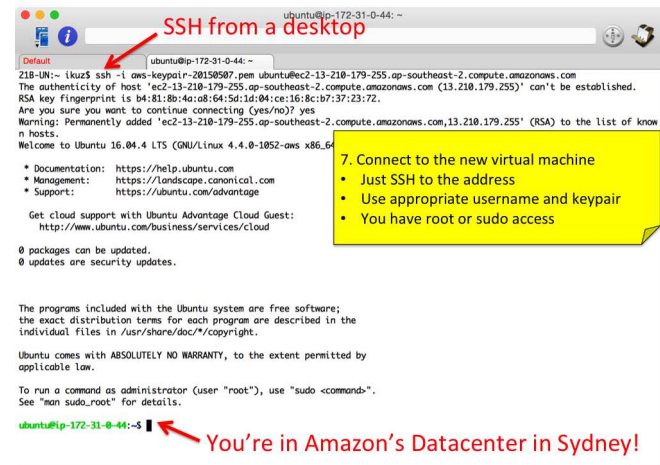 ubuntu@ip-172-31-0-44: ~
SSH from a desktop
Default
ubuntu@ip-172-31-0-44: ~
218-UN:~ ikuz$ ssh -i aws-keypair-20150507.pem ubuntu@ec2-13-210-179-255.ap-southeast-2.compute.amazonaws.com
The authenticity of host 'ec2-13-210-179-255.ap-southeast-2.compute.amazonaws.com (13.210.179.255)' can't be established.
RSA key fingerprint is b4:81:8b:4a:a8:64:5d:1d:04:ce:16:8c:b7:37:23:72.
Are you sure you want to continue connecting (yes/no)? yes
Warning: Permanently added 'ec2-13-210-179-255.ap-southeast-2.compute.amazonaws.com,13.210.179.255' (RSA) to the list of know
n hosts.
Welcome to Ubuntu 16.04.4 LTS (GNU/Linux 4.4.0-1052-aws x86_64
* Documentation: https://help.ubuntu.com
* Management: https://landscape.canonical.com
* Support: https://ubuntu.com/advantage
Get cloud support with Ubuntu Advantage Cloud Guest:
http://www.ubuntu.com/business/services/cloud
7. Connect to the new virtual machine
• Just SSH to the address
• Use appropriate username and keypair
• You have root or sudo access
0 packages can be updated.
0 updates are security updates.
The programs included with the Ubuntu system are free software;
the exact distribution terms for each program are described in the
individual files in /usr/share/doc/*/copyright.
Ubuntu comes with ABSOLUTELY NO WARRANTY, to the extent permitted by
applicable law.
To run a command as administrator (user "root"), use "sudo <command>".
See "man sudo_root" for details.
ubuntu@ip-172-31-0-44:~$
You're in Amazon's Datacenter in Sydney!